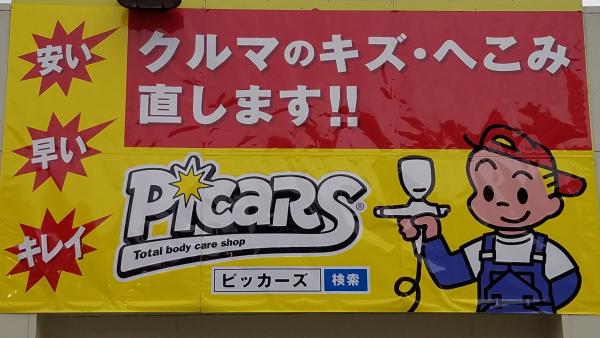 安い
早い
キレイ
クルマのキズ・へこみ
直します!!
PiCARS®
Total body care shop
ピッカーズ 検索